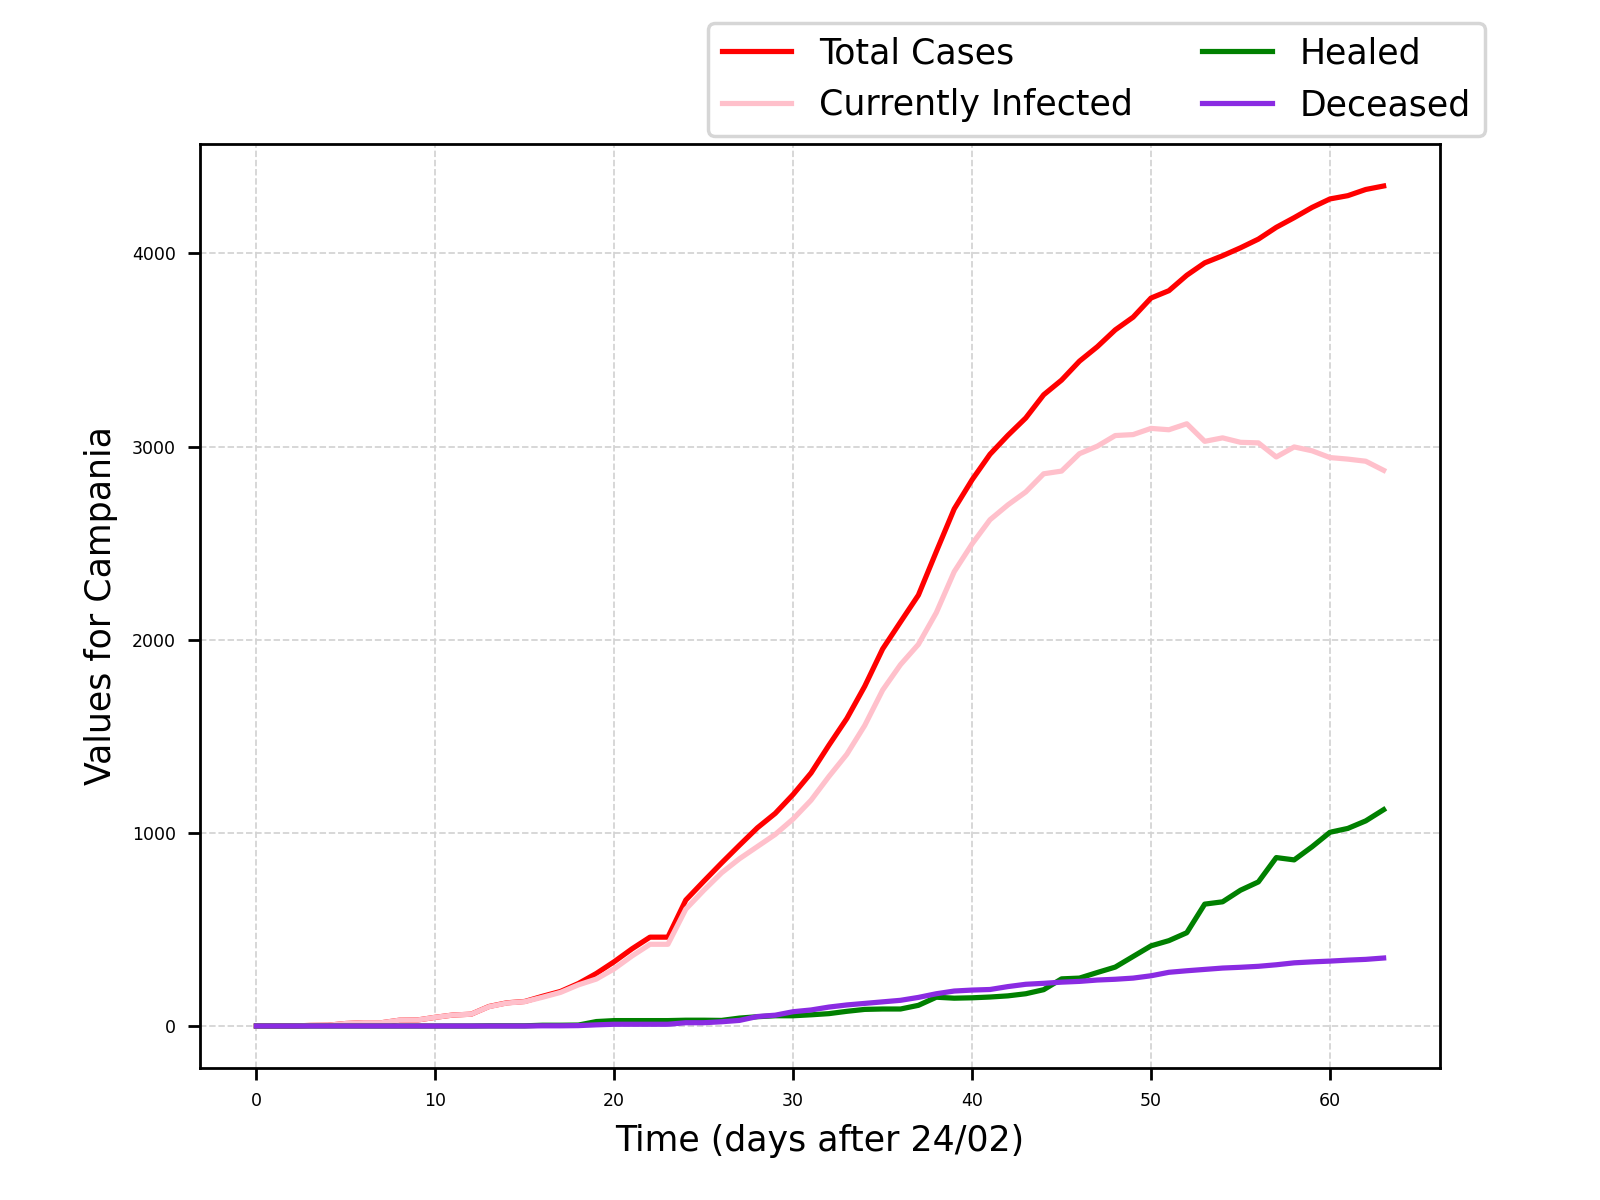 Total Cases
Currently Infected
Healed
Deceased
Values for Campania
4000
3000
2000
1000
0
0 10 20 30 40 50 60
Time (days after 24/02)